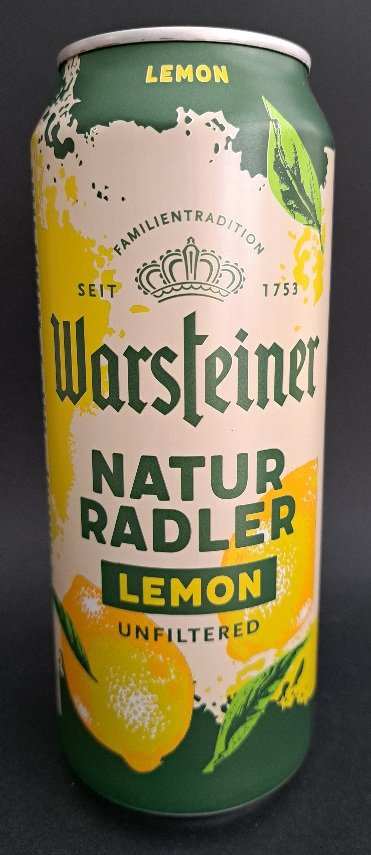 LEMON
FAMILIENTRADITION
SEIT 1753
Warsteiner
NATUR
RADLER
LEMON
UNFILTERED